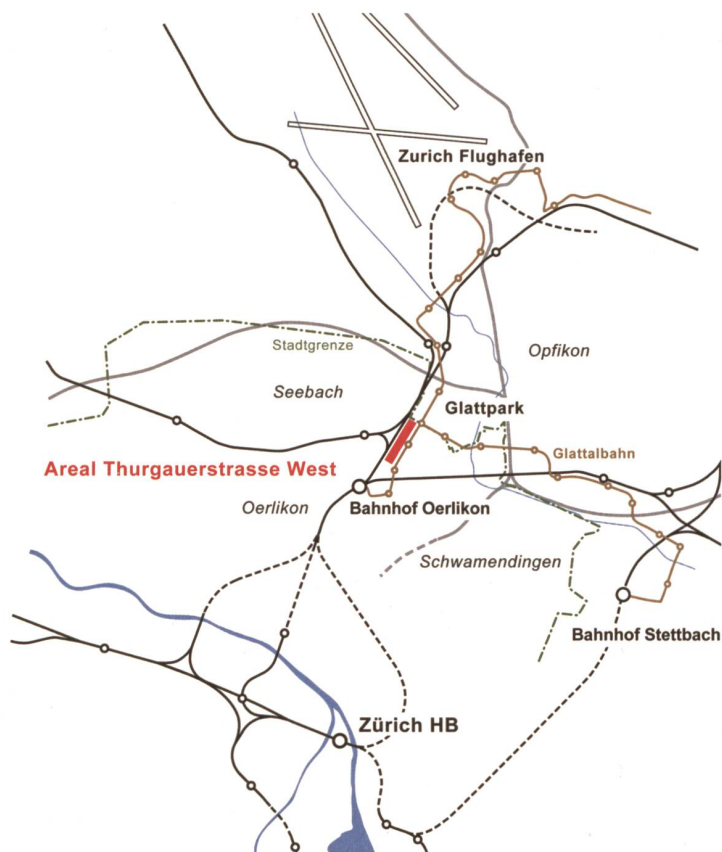 Zurich Flughafen
Stadtgrenze
Opfikon
Seebach
Glattpark
Glattalbahn
Areal Thurgauerstrasse West
Oerlikon
Bahnhof Oerlikon
Schwamendingen
Bahnhof Stettbach
Zürich HB